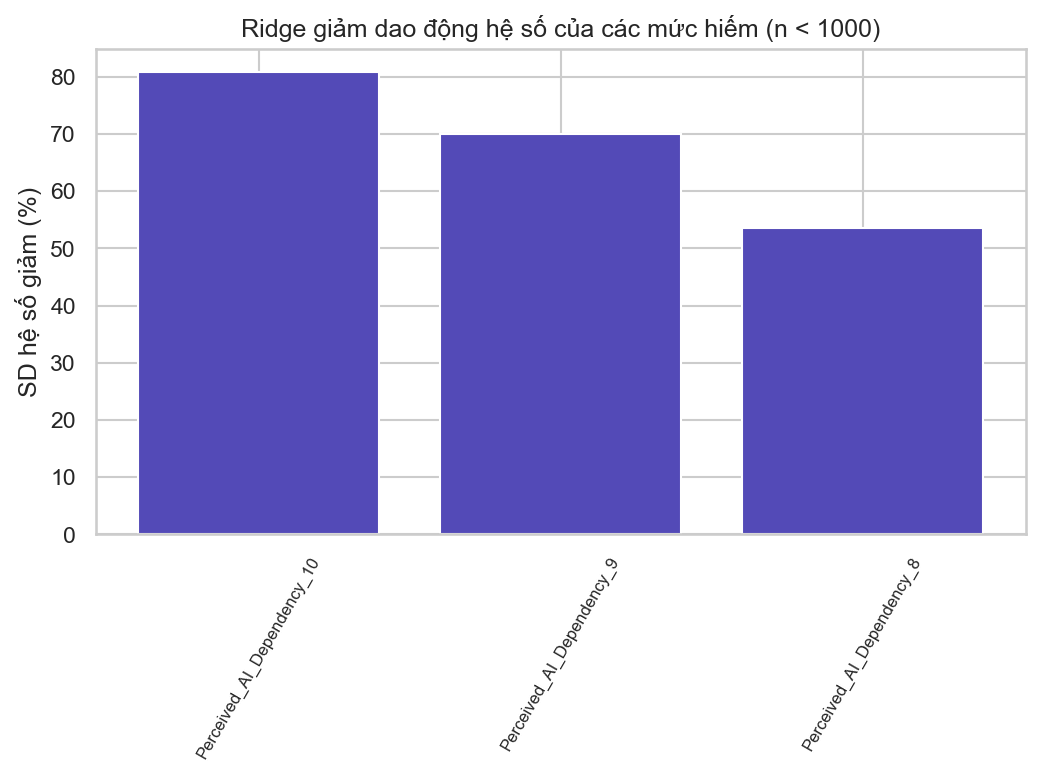 Ridge giảm dao động hệ số của các mức hiếm (n < 1000)
SD hệ số giảm (%)
80
70
60
50
40
30
20
10
0
Perceived_AI_Dependency_10
Perceived_AI_Dependency_9
Perceived_AI_Dependency_8